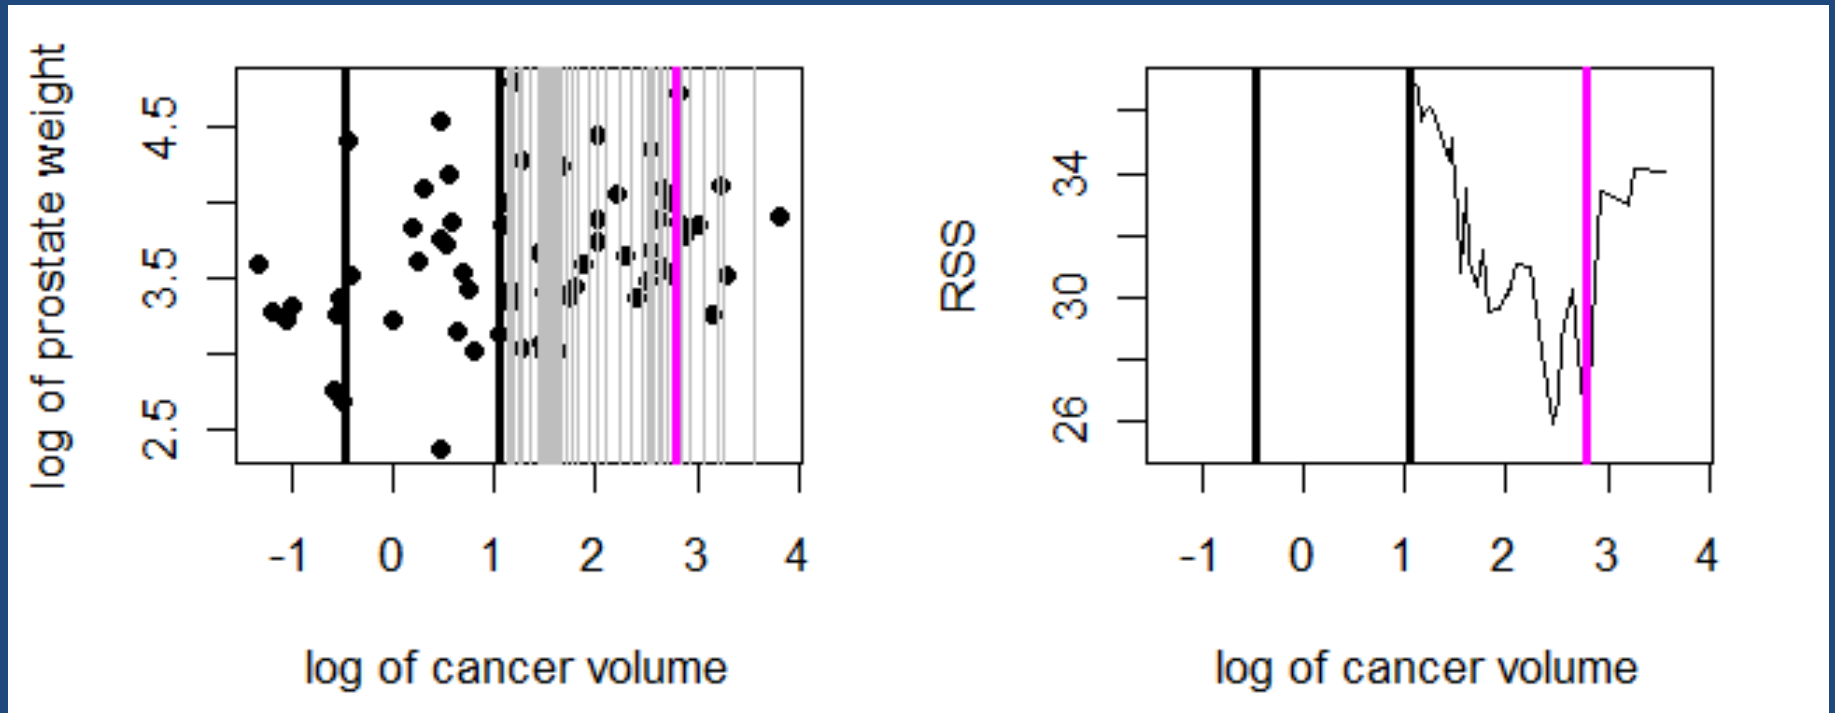 log of prostate weight
4.5
3.5
2.5
-1 0 1 2 3 4
log of cancer volume
RSS
34
30
26
-1 0 1 2 3 4
log of cancer volume